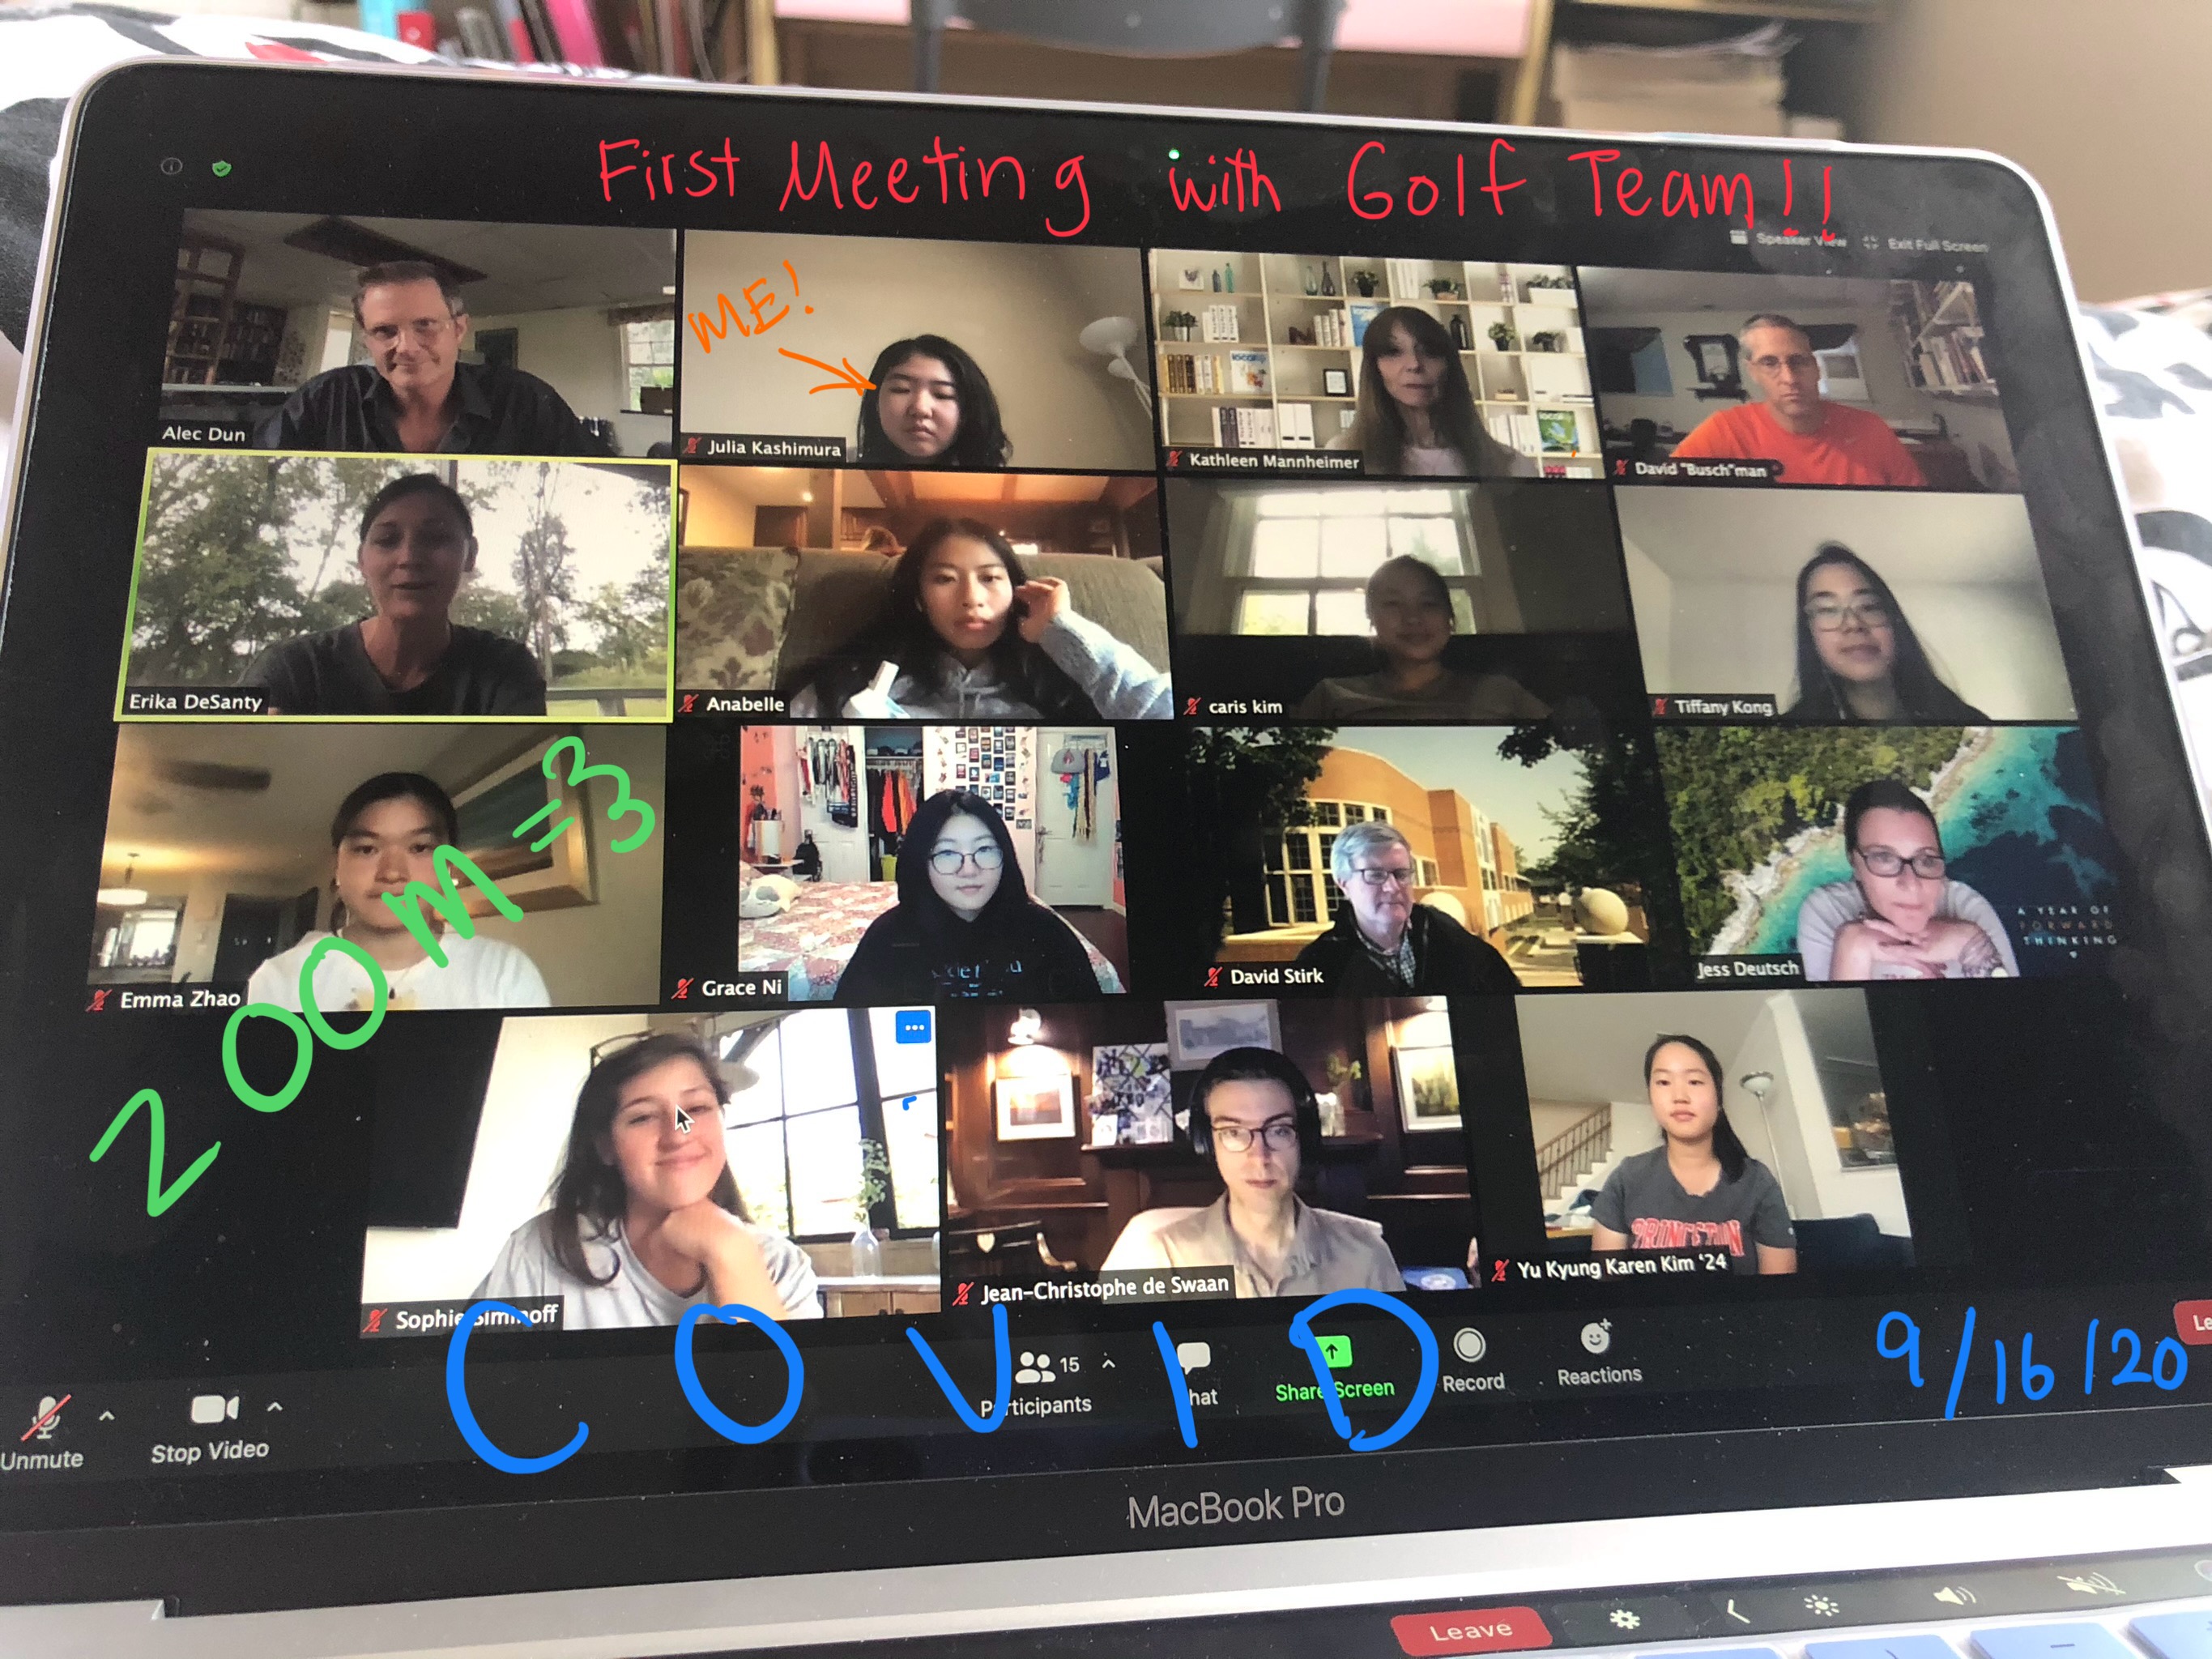 First Meeting with Golf Team!!
Speaker View Exit Full Screen
ME!
Alec Dun
Julia Kashimura
Kathleen Mannheimer
David "Busch"man
Erika DeSanty
Anabelle
caris kim
Tiffany Kong
200M =3
Emma Zhao
Grace Ni
David Stirk
Jess Deutsch
A YEAR OF
FORWARD
THINKING
PRINCETON
Sophie Siminoff
Jean-Christophe de Swaan
Yu Kyung Karen Kim '24
COVID
9/16/20
Unmute
Stop Video
15
Participants
Chat
Share Screen
Record
Reactions
Le
MacBook Pro
Leave